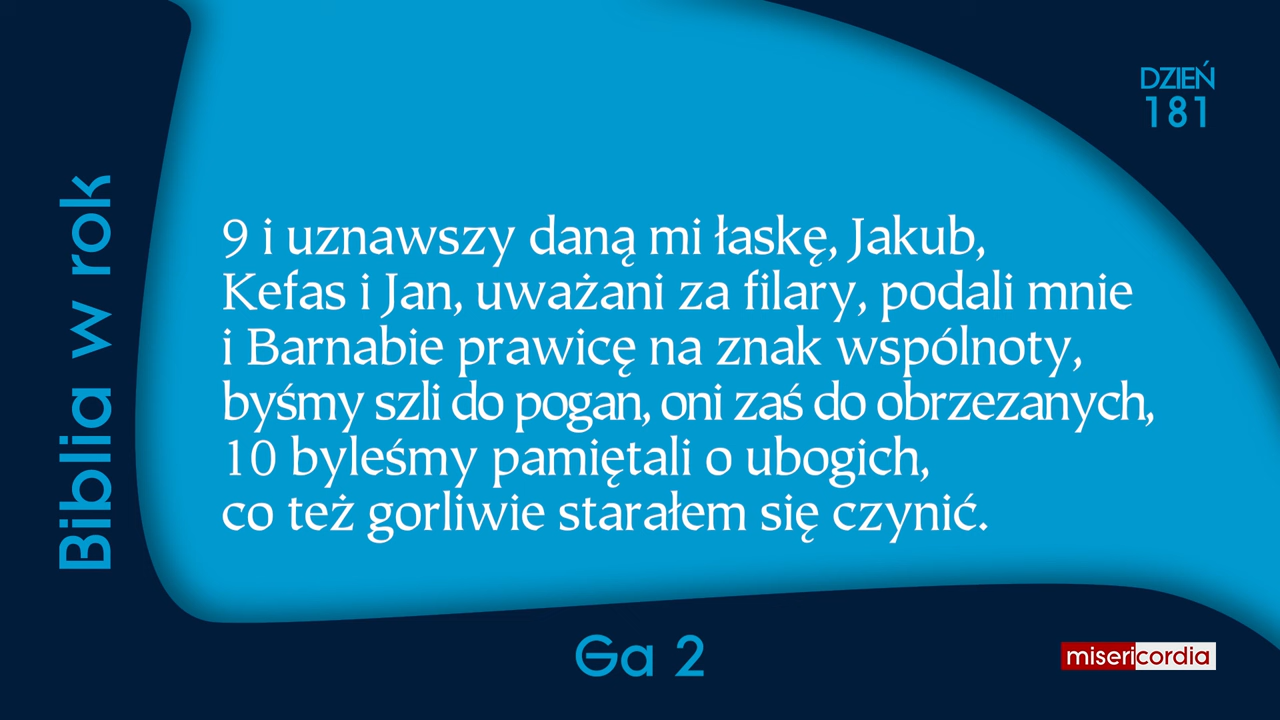 DZIEŃ
181
Biblia w rok
9 i uznawszy daną mi łaskę, Jakub,
Kefas i Jan, uważani za filary, podali mnie
i Barnabie prawicę na znak wspólnoty,
byśmy szli do pogan, oni zaś do obrzezanych,
10 byleśmy pamiętali o ubogich,
co też gorliwie starałem się czynić.
Ga 2
misericordia